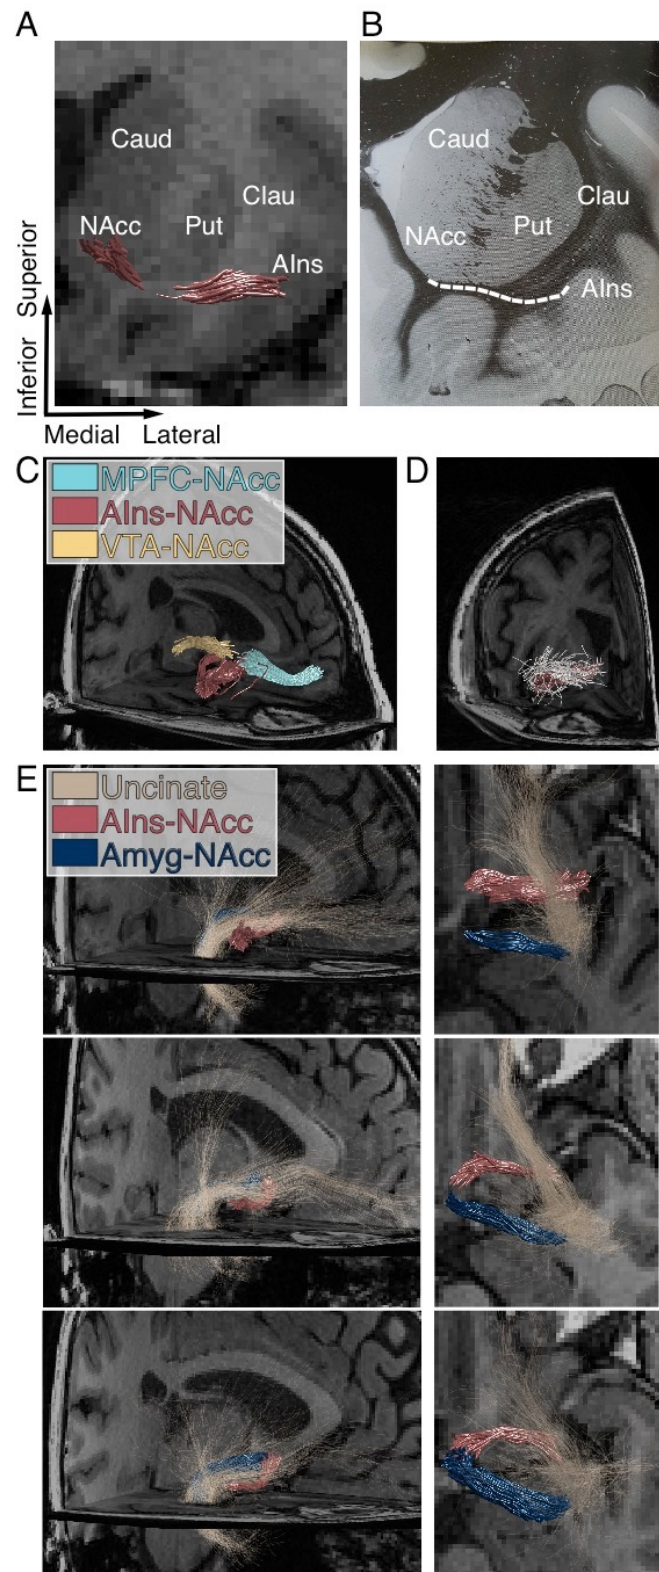 A
Caud
Clau
NAcc
Put
AIns
Superior
Inferior
Medial
Lateral
B
Caud
Clau
NAcc
Put
AIns
C
MPFC-NAcc
AIns-NAcc
VTA-NAcc
D
E
Uncinate
AIns-NAcc
Amyg-NAcc